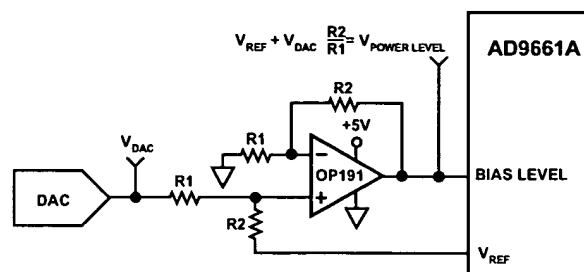 V_REF + V_DAC R2/R1 = V_POWER LEVEL
AD9661A
R2
+5V
V_DAC
R1
−
OP191
BIAS LEVEL
DAC
R1
+
R2
V_REF